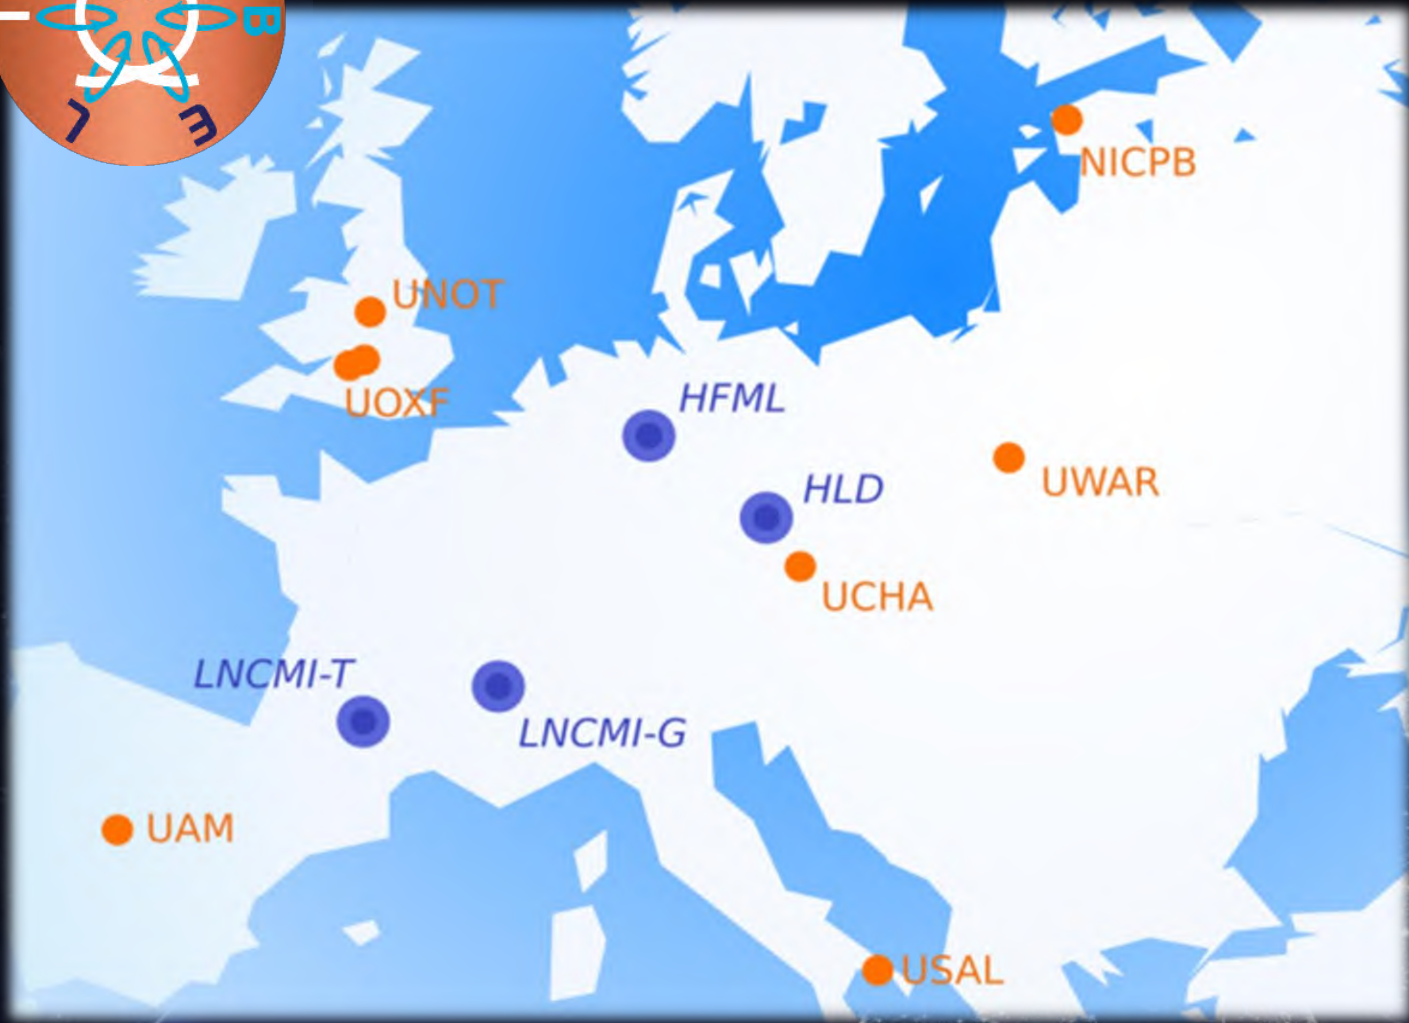 B
L
E
NICPB
UNOT
UOXF
HFML
HLD
UWAR
UCHA
LNCMI-T
LNCMI-G
UAM
USAL